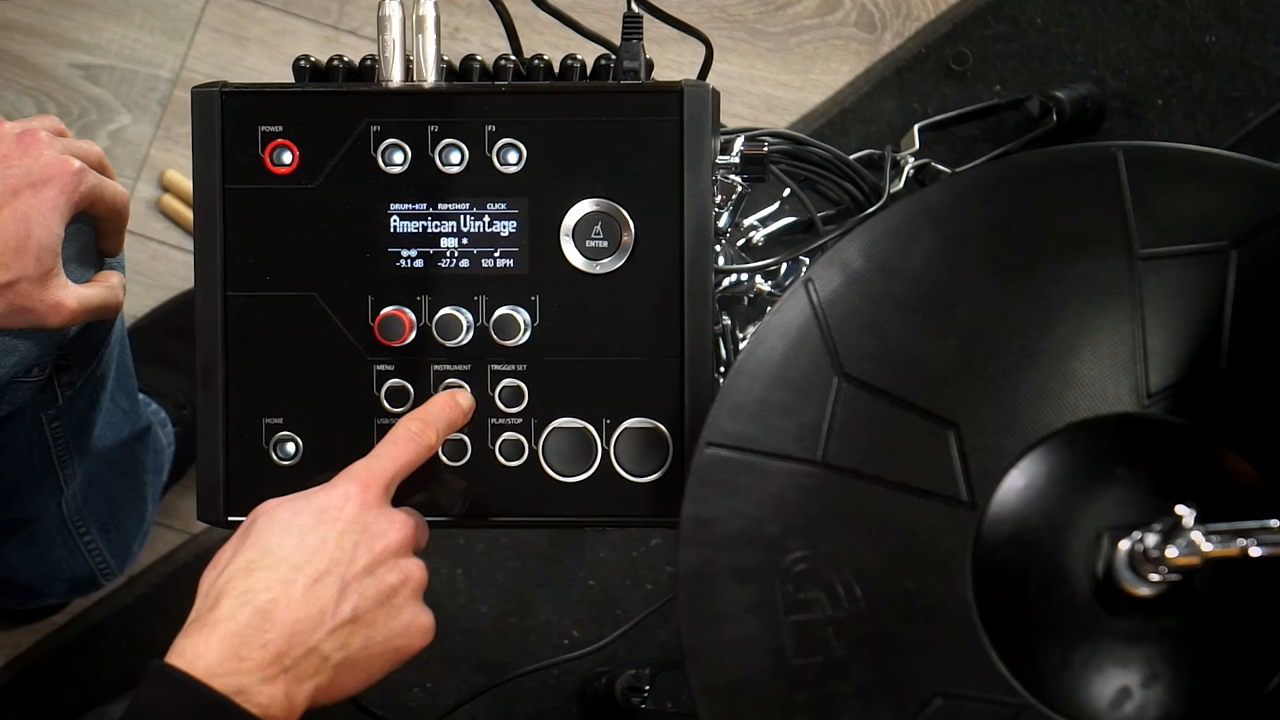 POWER
F1 F2 F3
DRUM-KIT, RIMSHOT, CLICK
American Vintage
001 *
-9.1 dB -27.7 dB 120 BPM
ENTER
- + - + - +
MENU INSTRUMENT TRIGGER SET
HOME PLAY/STOP - +